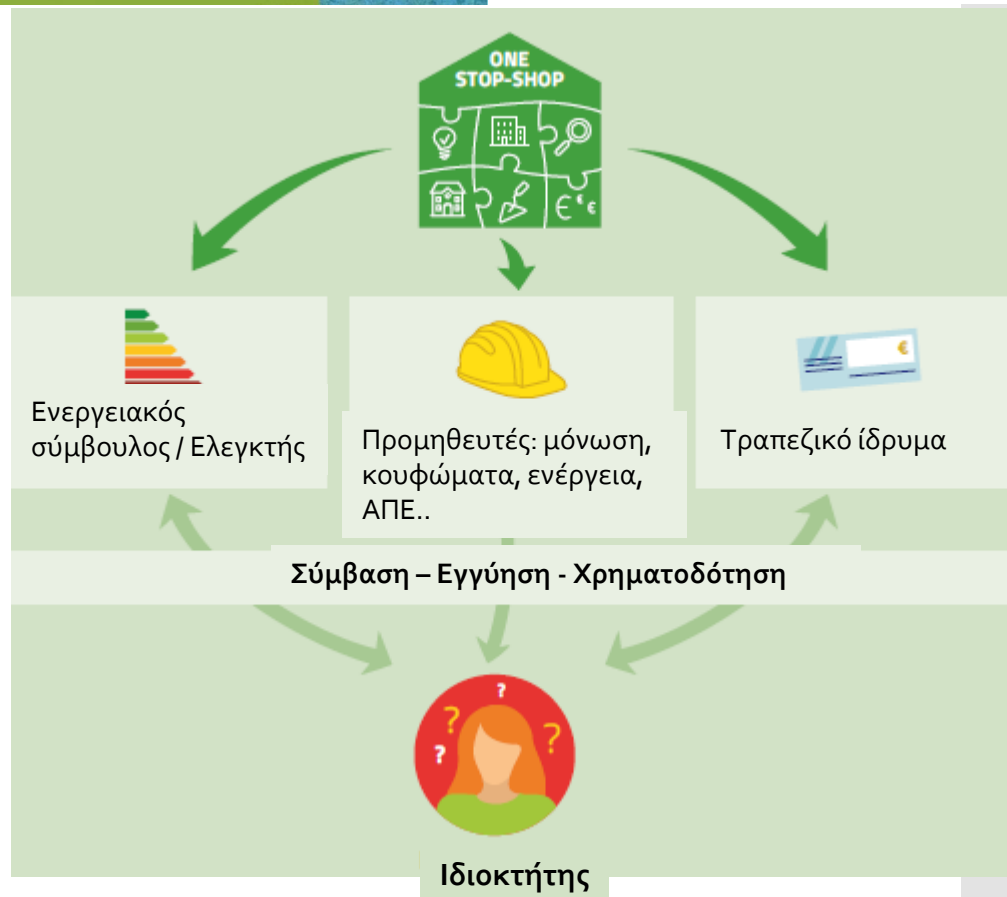 ONE
STOP-SHOP
€ € €
€
Ενεργειακός
σύμβουλος / Ελεγκτής
Προμηθευτές: μόνωση,
κουφώματα, ενέργεια,
ΑΠΕ..
Τραπεζικό ίδρυμα
Σύμβαση – Εγγύηση - Χρηματοδότηση
?
? ?
?
Ιδιοκτήτης